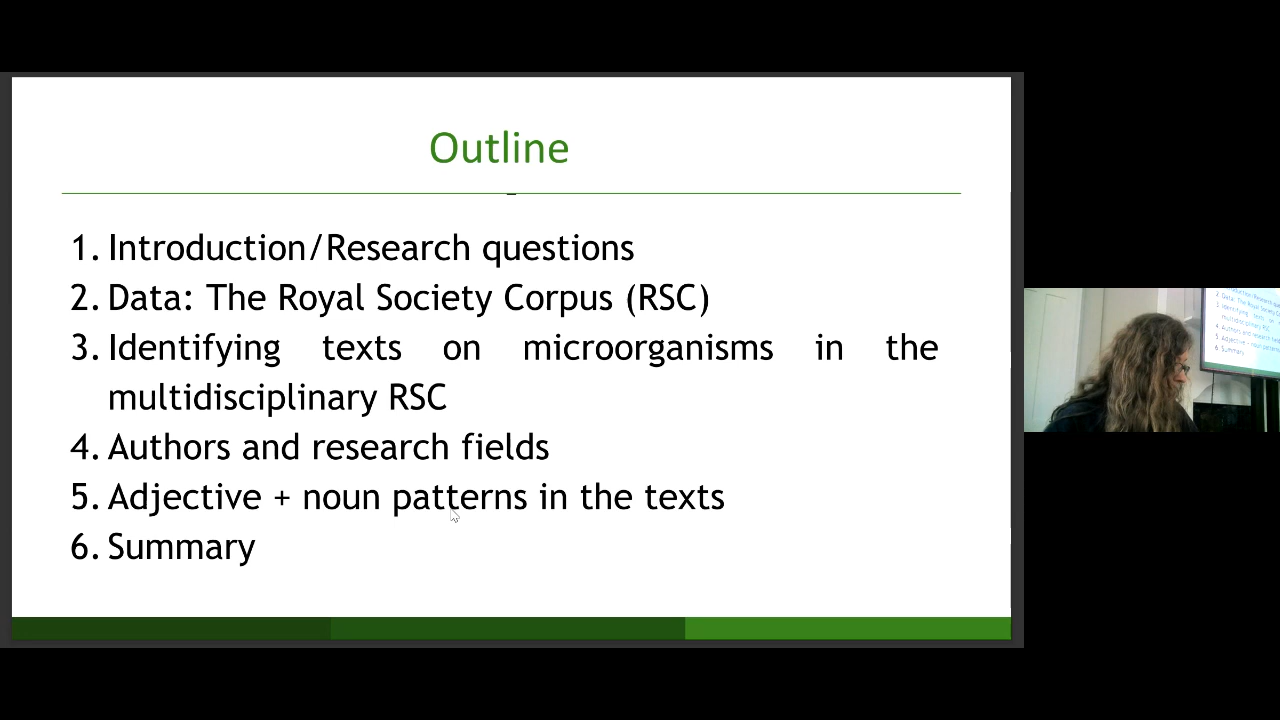 Outline
1. Introduction/Research questions
2. Data: The Royal Society Corpus (RSC)
3. Identifying texts on microorganisms in the
multidisciplinary RSC
4. Authors and research fields
5. Adjective + noun patterns in the texts
6. Summary